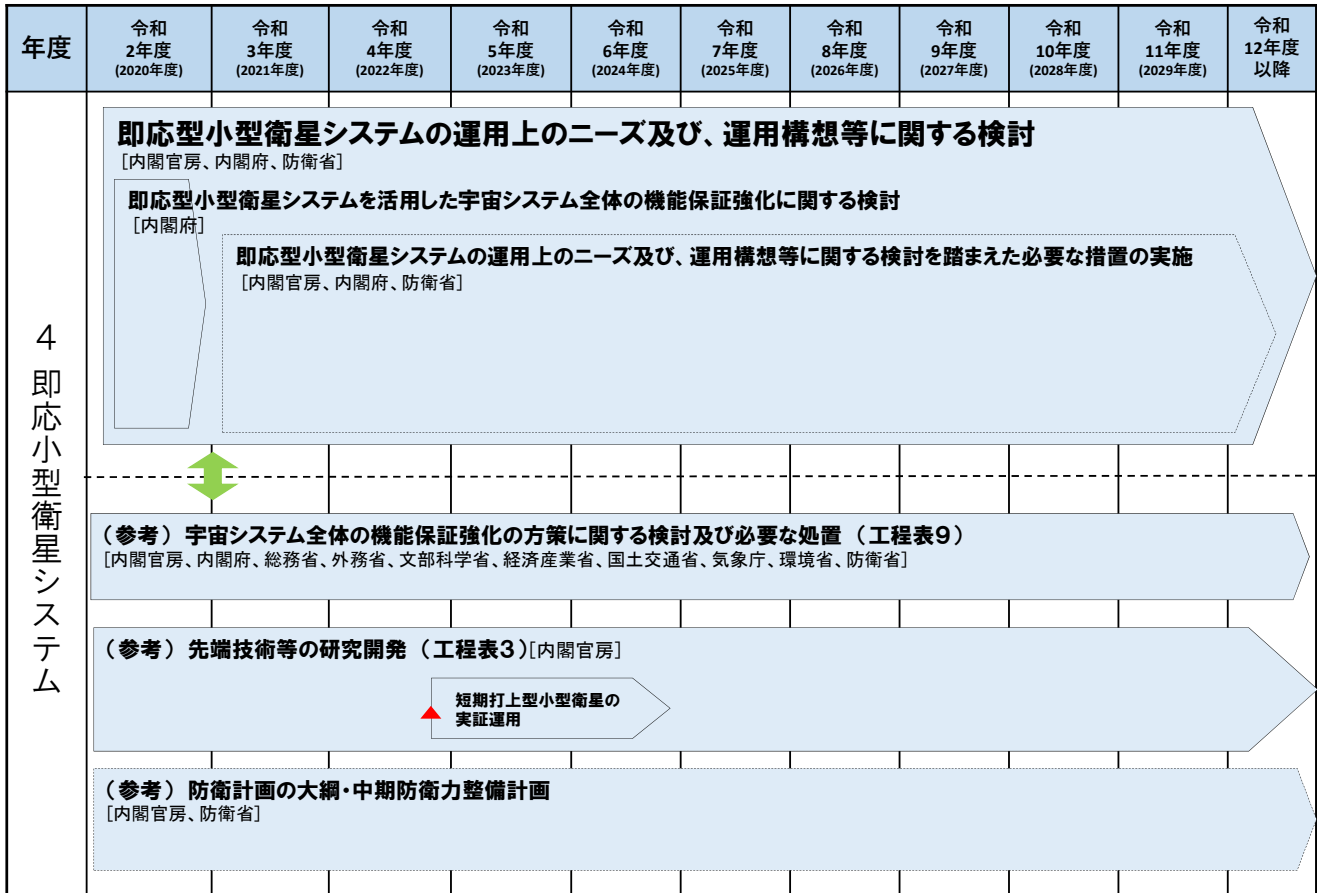 年度
令和
2年度
(2020年度)
令和
3年度
(2021年度)
令和
4年度
(2022年度)
令和
5年度
(2023年度)
令和
6年度
(2024年度)
令和
7年度
(2025年度)
令和
8年度
(2026年度)
令和
9年度
(2027年度)
令和
10年度
(2028年度)
令和
11年度
(2029年度)
令和
12年度
以降
4 即応小型衛星システム
即応型小型衛星システムの運用上のニーズ及び、運用構想等に関する検討
[内閣官房、内閣府、防衛省]
即応型小型衛星システムを活用した宇宙システム全体の機能保証強化に関する検討
[内閣府]
即応型小型衛星システムの運用上のニーズ及び、運用構想等に関する検討を踏まえた必要な措置の実施
[内閣官房、内閣府、防衛省]
(参考) 宇宙システム全体の機能保証強化の方策に関する検討及び必要な処置 (工程表9)
[内閣官房、内閣府、総務省、外務省、文部科学省、経済産業省、国土交通省、気象庁、環境省、防衛省]
(参考) 先端技術等の研究開発 (工程表3)[内閣官房]
短期打上型小型衛星の
実証運用
(参考) 防衛計画の大綱・中期防衛力整備計画
[内閣官房、防衛省]